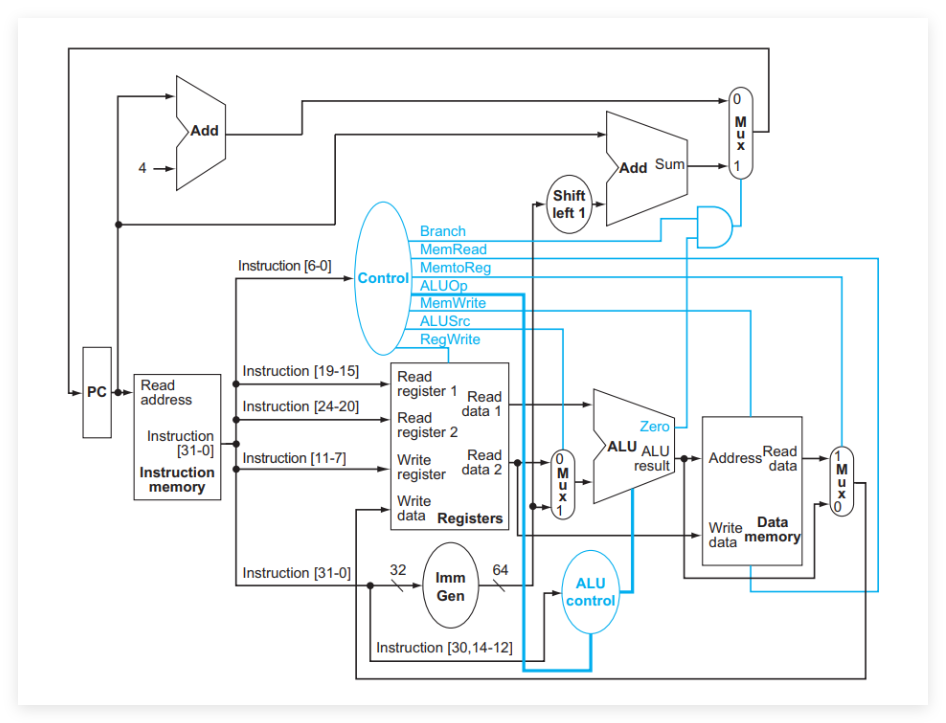 0
M
u
x
1
Add
4
Add Sum
Shift
left 1
Branch
MemRead
MemtoReg
ALUOp
MemWrite
ALUSrc
RegWrite
Control
Instruction [6-0]
Instruction [19-15]
Instruction [24-20]
Instruction [11-7]
Instruction [31-0]
PC
Read
address
Instruction
[31-0]
Instruction
memory
Read
register 1
Read
register 2
Write
register
Write
data
Read
data 1
Read
data 2
Registers
0
M
u
x
1
Zero
ALU
ALU
result
Address
Read
data
Write
data
Data
memory
1
M
u
x
0
32
Imm
Gen
64
ALU
control
Instruction [30,14-12]